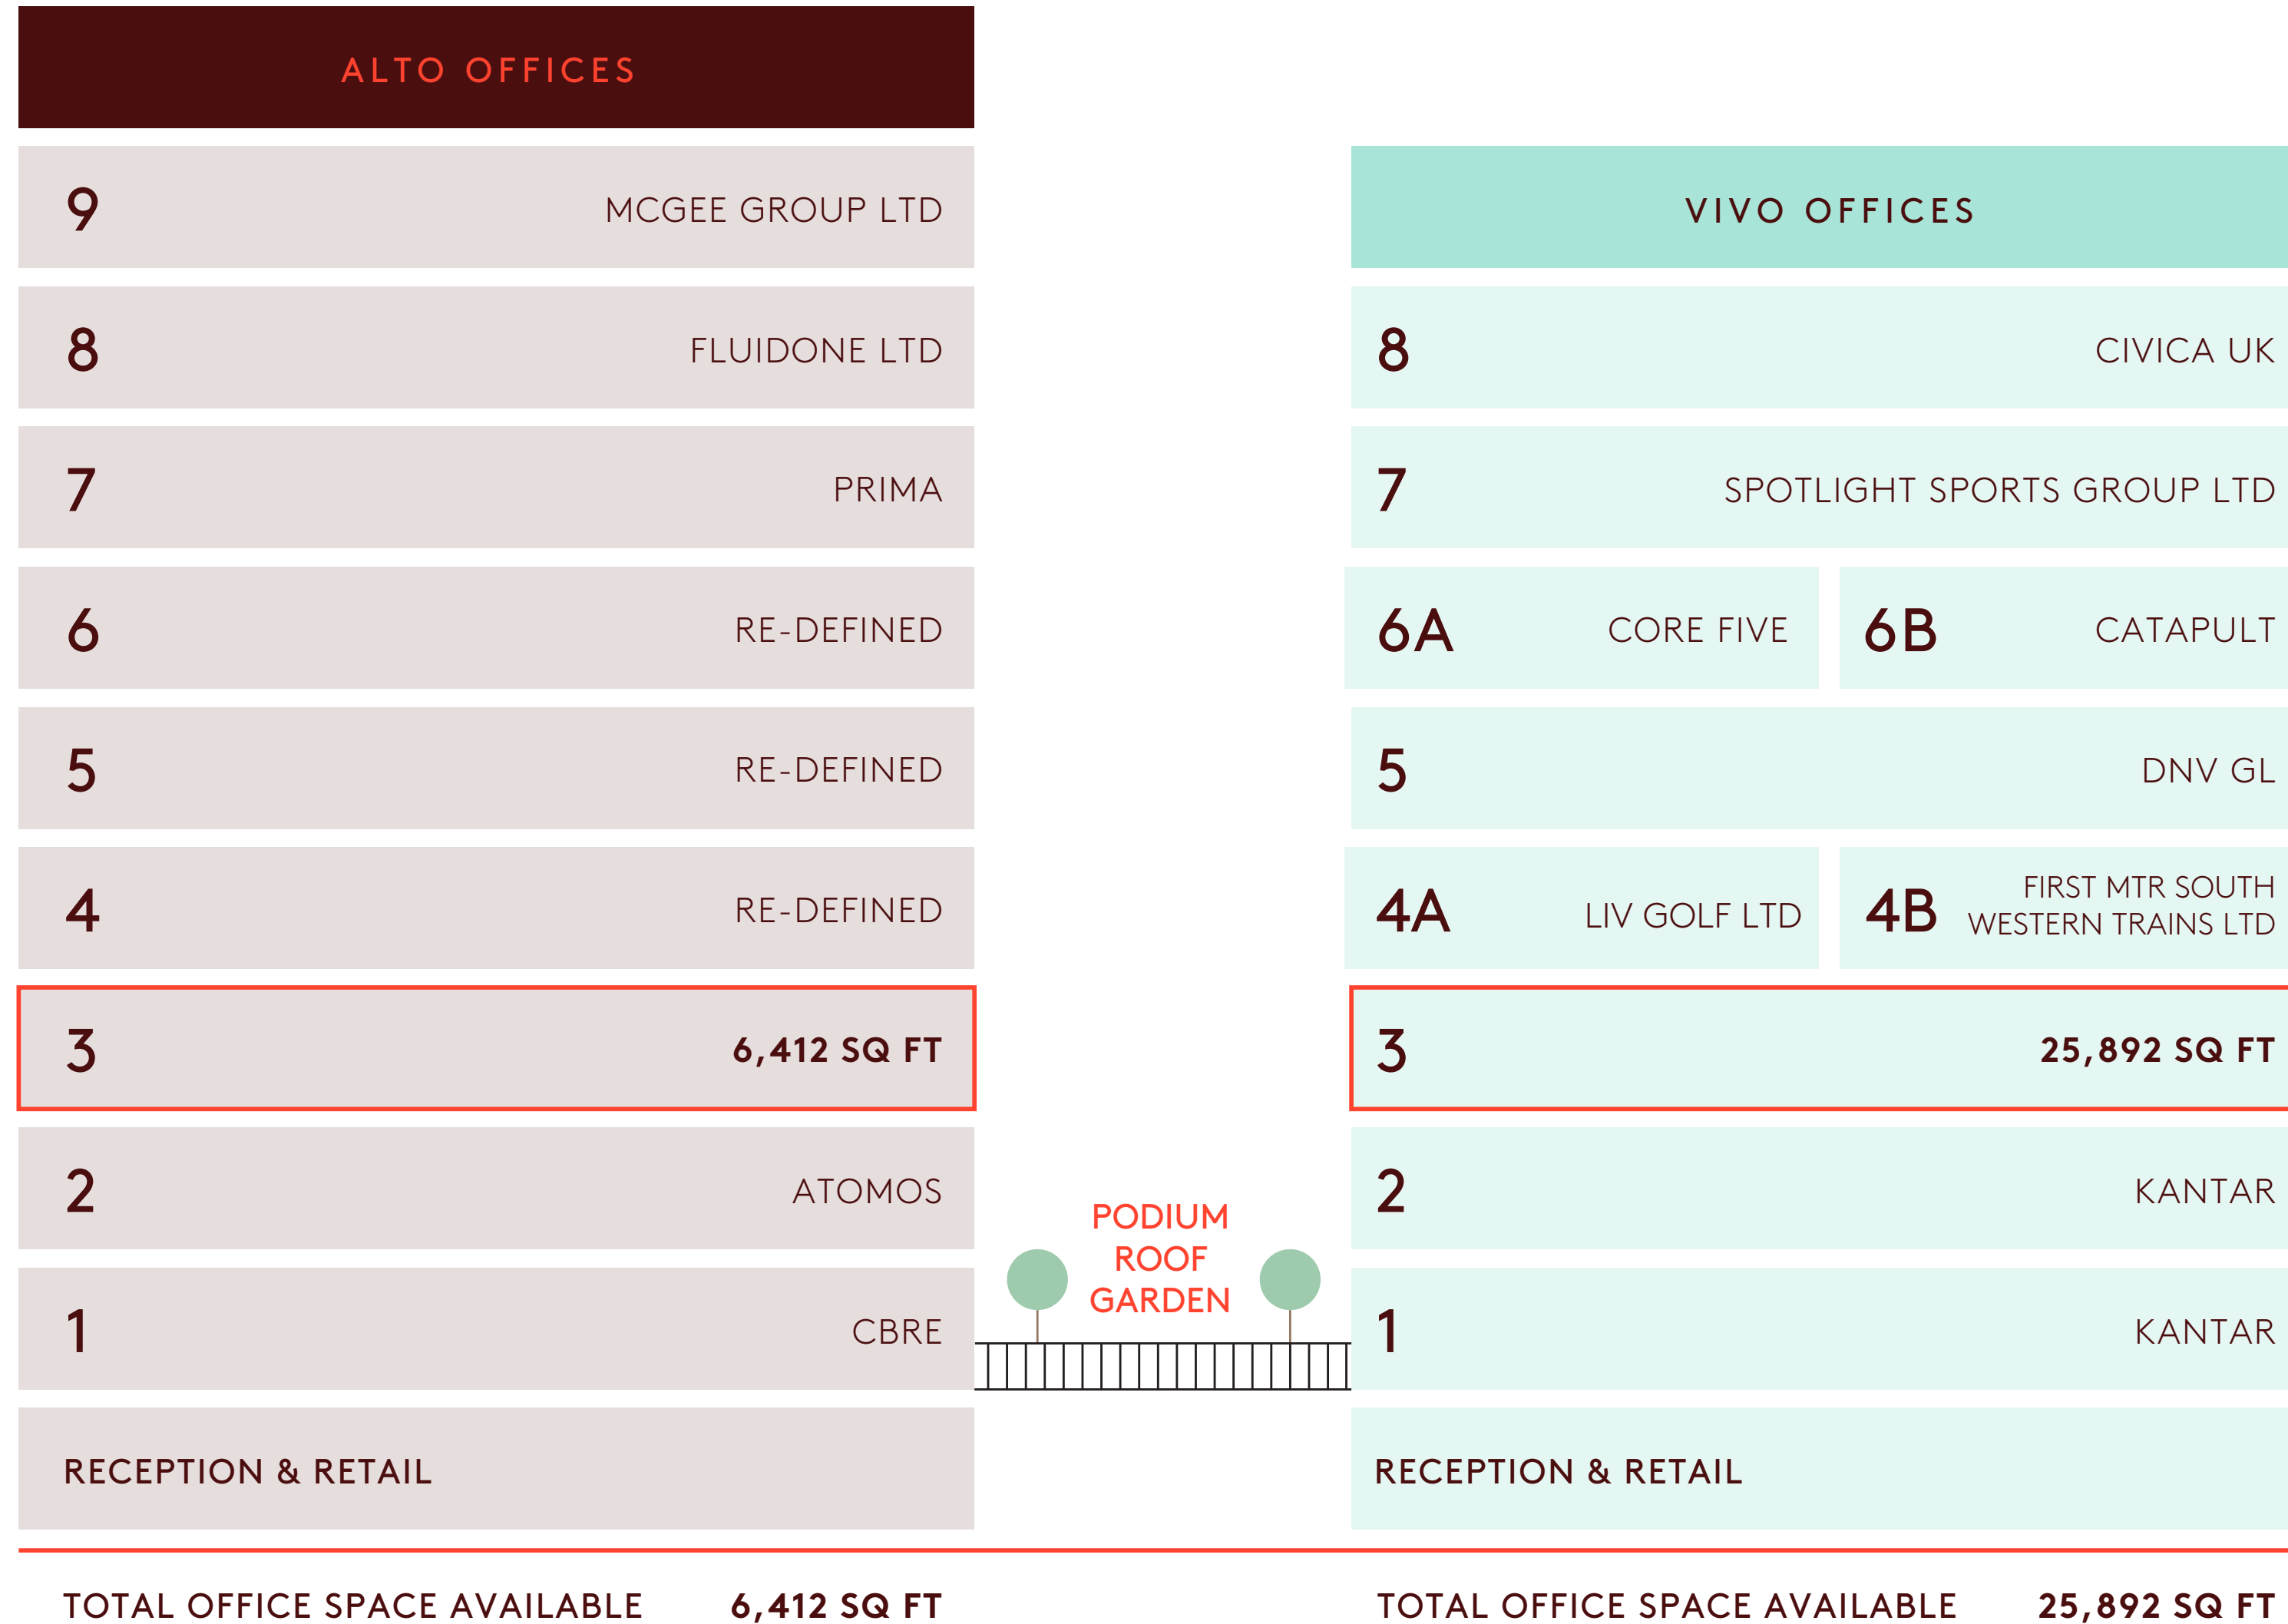 ALTO OFFICES
9 MCGEE GROUP LTD
8 FLUIDONE LTD
7 PRIMA
6 RE-DEFINED
5 RE-DEFINED
4 RE-DEFINED
3 6,412 SQ FT
2 ATOMOS
1 CBRE
RECEPTION & RETAIL
TOTAL OFFICE SPACE AVAILABLE 6,412 SQ FT
PODIUM
ROOF
GARDEN
VIVO OFFICES
8 CIVICA UK
7 SPOTLIGHT SPORTS GROUP LTD
6A CORE FIVE 6B CATAPULT
5 DNV GL
4A LIV GOLF LTD 4B FIRST MTR SOUTH
WESTERN TRAINS LTD
3 25,892 SQ FT
2 KANTAR
1 KANTAR
RECEPTION & RETAIL
TOTAL OFFICE SPACE AVAILABLE 25,892 SQ FT